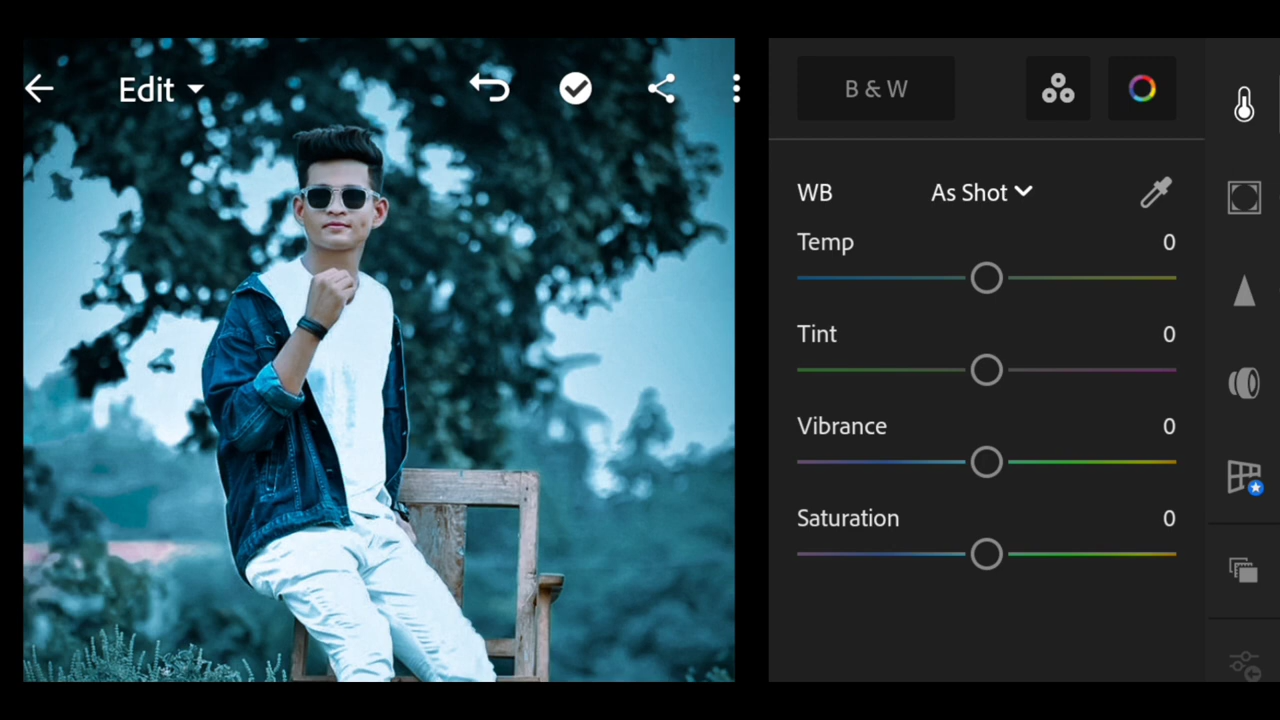 Edit
B & W
WB As Shot
Temp 0
Tint 0
Vibrance 0
Saturation 0